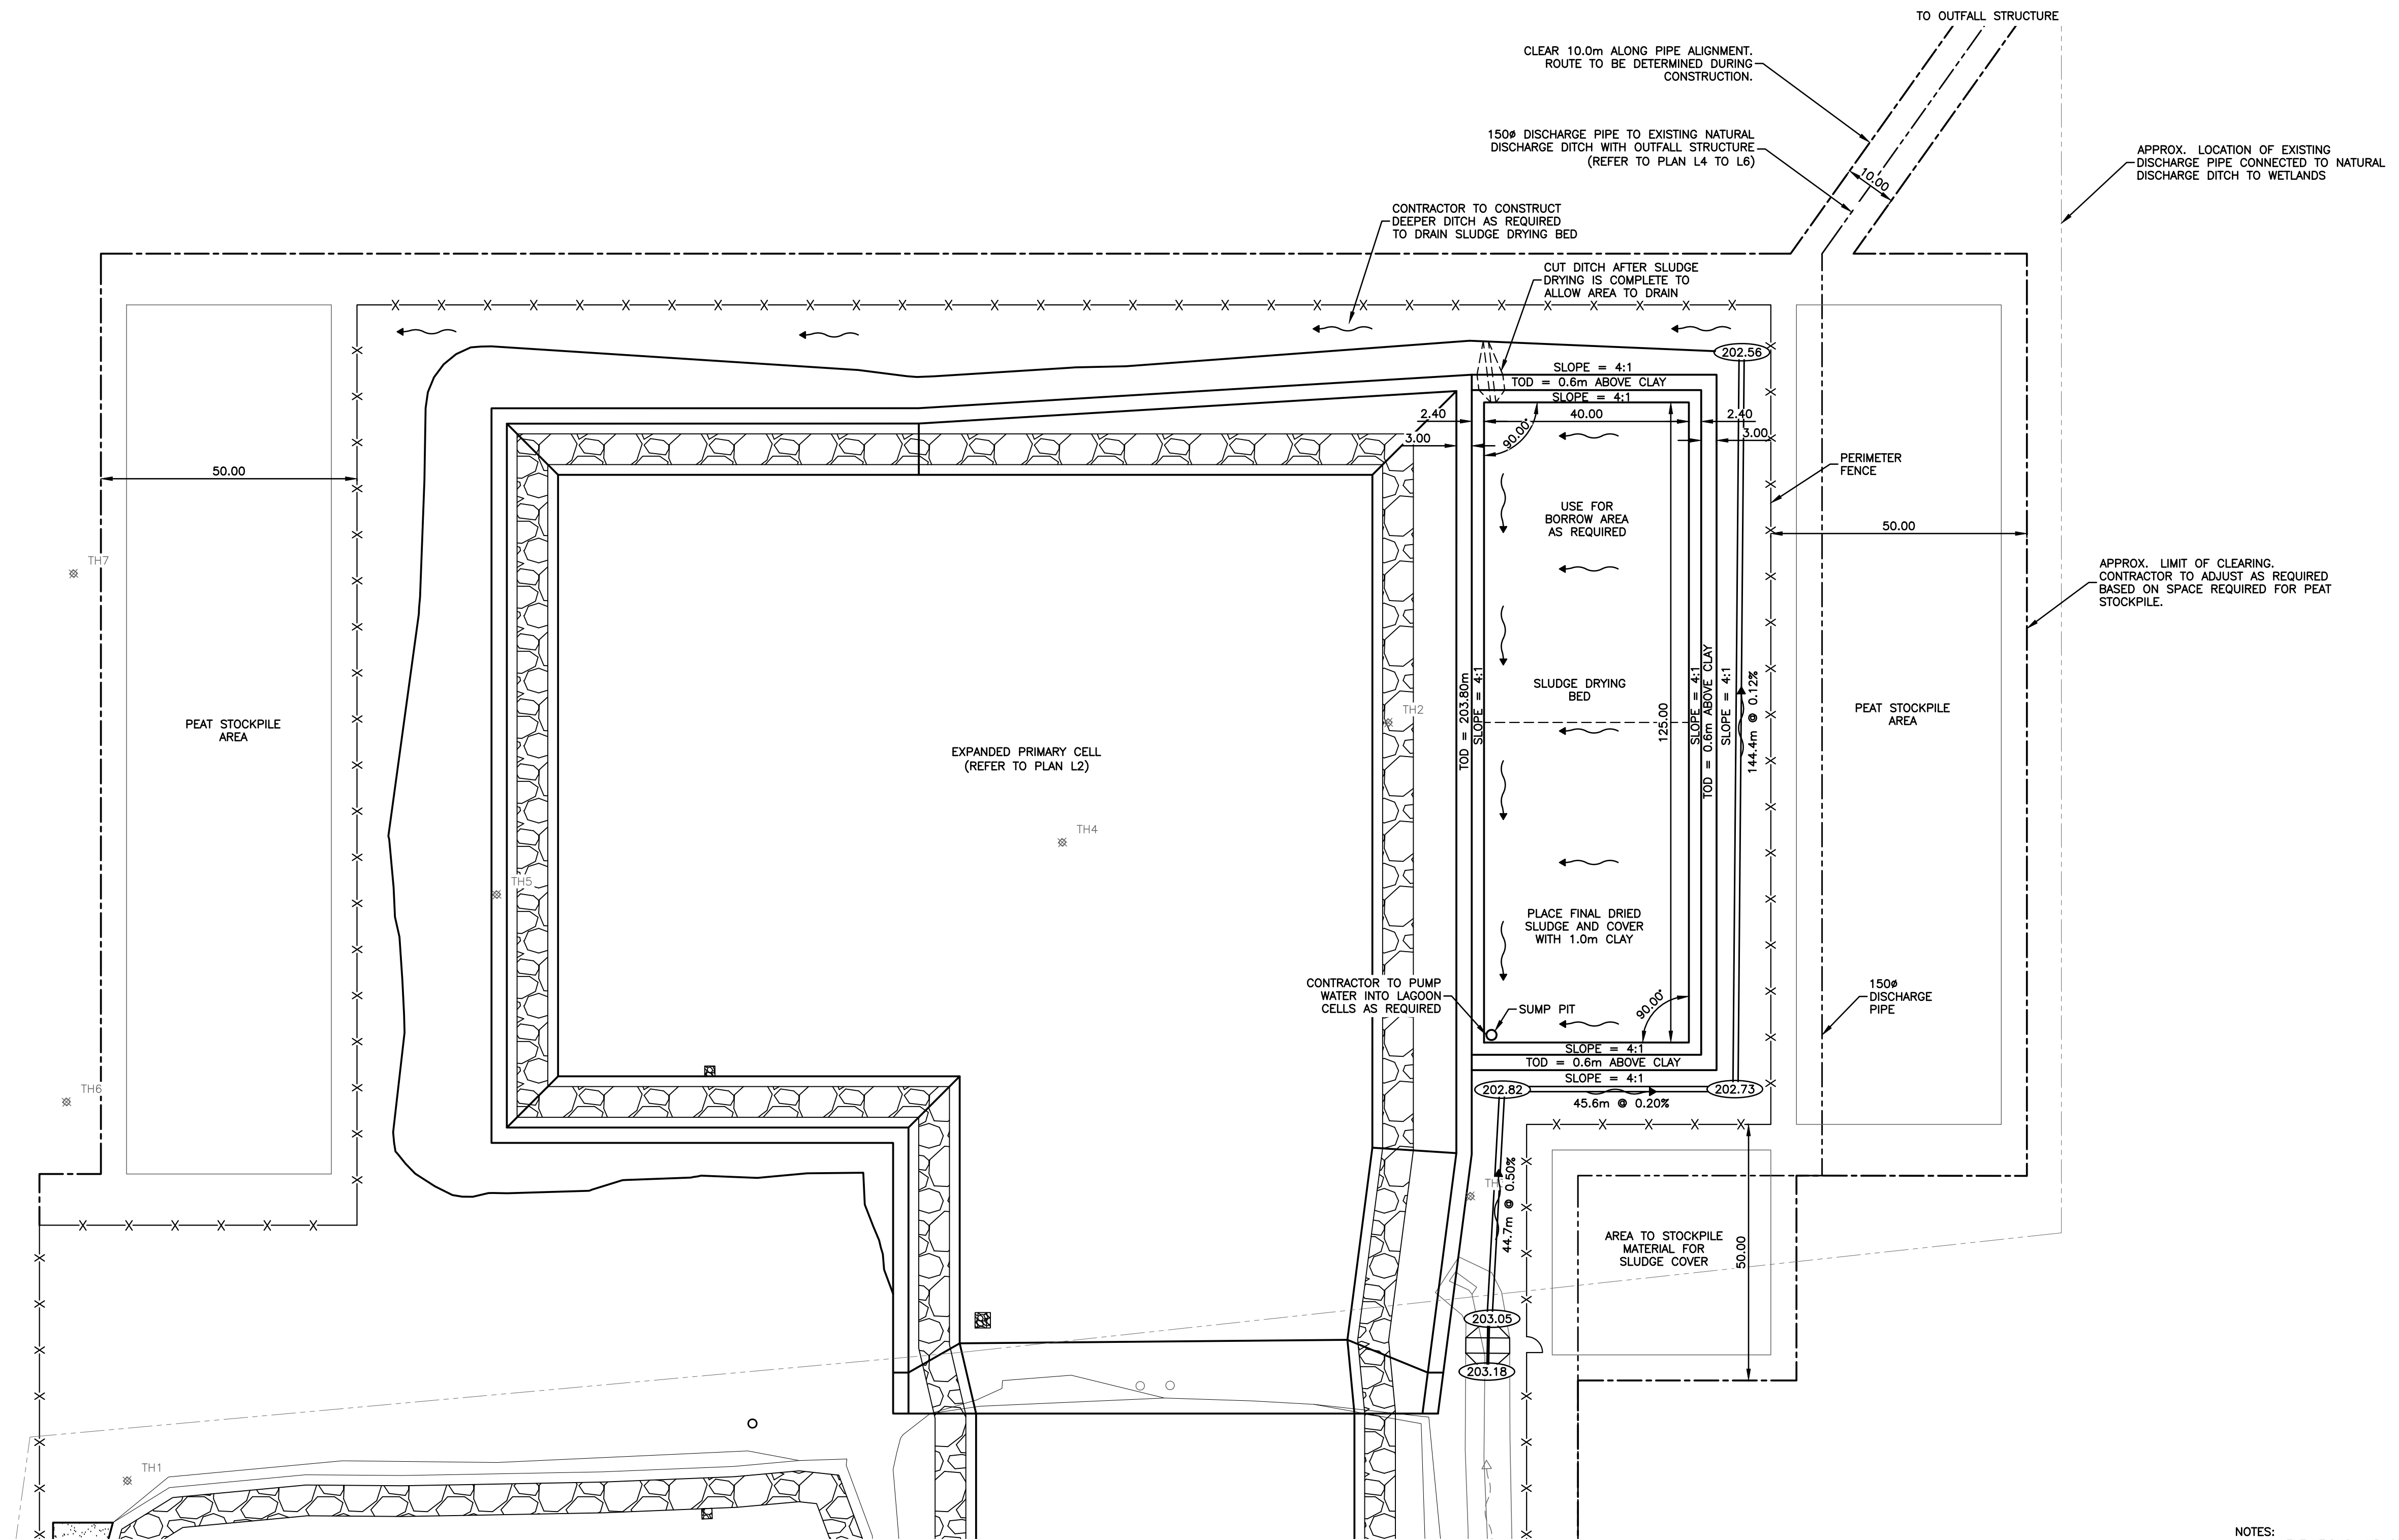 TO OUTFALL STRUCTURE
CLEAR 10.0m ALONG PIPE ALIGNMENT.
ROUTE TO BE DETERMINED DURING
CONSTRUCTION.
150ø DISCHARGE PIPE TO EXISTING NATURAL
DISCHARGE DITCH WITH OUTFALL STRUCTURE
(REFER TO PLAN L4 TO L6)
10.00
APPROX. LOCATION OF EXISTING
DISCHARGE PIPE CONNECTED TO NATURAL
DISCHARGE DITCH TO WETLANDS
CONTRACTOR TO CONSTRUCT
DEEPER DITCH AS REQUIRED
TO DRAIN SLUDGE DRYING BED
CUT DITCH AFTER SLUDGE
DRYING IS COMPLETE TO
ALLOW AREA TO DRAIN
202.56
SLOPE = 4:1
TOD = 0.6m ABOVE CLAY
SLOPE = 4:1
2.40
40.00
2.40
3.00
90.00°
3.00
50.00
PERIMETER
FENCE
USE FOR
BORROW AREA
AS REQUIRED
50.00
TH7
APPROX. LIMIT OF CLEARING.
CONTRACTOR TO ADJUST AS REQUIRED
BASED ON SPACE REQUIRED FOR PEAT
STOCKPILE.
PEAT STOCKPILE
AREA
EXPANDED PRIMARY CELL
(REFER TO PLAN L2)
TH2
TOD = 203.80m
SLOPE = 4:1
SLUDGE DRYING
BED
125.00
SLOPE = 4:1
TOD = 0.6m ABOVE CLAY
SLOPE = 4:1
144.4m @ 0.12%
PEAT STOCKPILE
AREA
TH4
TH5
PLACE FINAL DRIED
SLUDGE AND COVER
WITH 1.0m CLAY
CONTRACTOR TO PUMP
WATER INTO LAGOON
CELLS AS REQUIRED
SUMP PIT
90.00°
150ø
DISCHARGE
PIPE
SLOPE = 4:1
TOD = 0.6m ABOVE CLAY
SLOPE = 4:1
202.82
202.73
45.6m @ 0.20%
TH6
44.7m @ 0.50%
AREA TO STOCKPILE
MATERIAL FOR
SLUDGE COVER
50.00
203.05
203.18
TH1
NOTES: